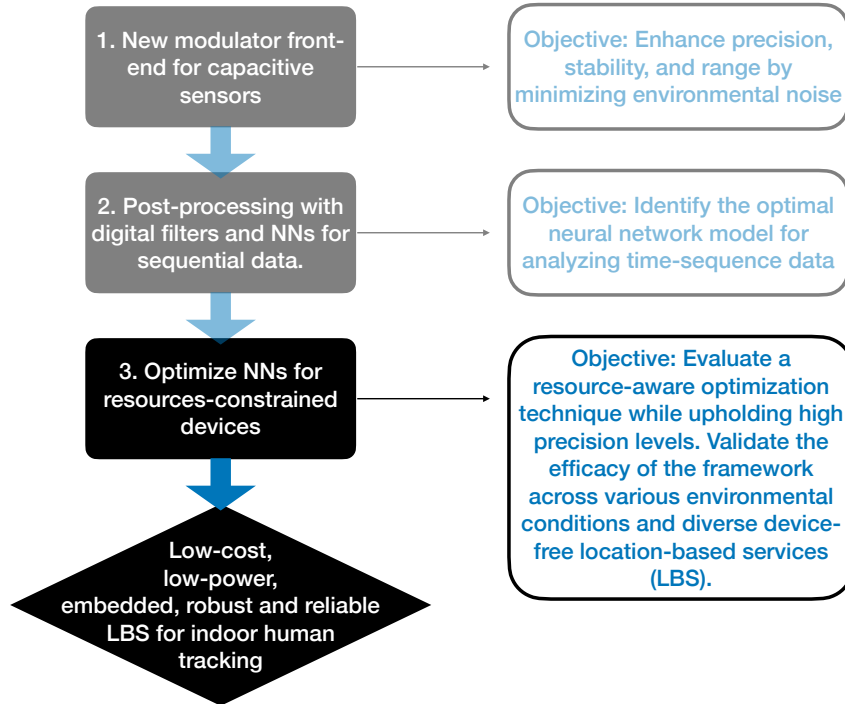 1. New modulator front-
end for capacitive
sensors
Objective: Enhance precision,
stability, and range by
minimizing environmental noise
2. Post-processing with
digital filters and NNs for
sequential data.
Objective: Identify the optimal
neural network model for
analyzing time-sequence data
3. Optimize NNs for
resources-constrained
devices
Objective: Evaluate a
resource-aware optimization
technique while upholding high
precision levels. Validate the
efficacy of the framework
across various environmental
conditions and diverse device-
free location-based services
(LBS).
Low-cost,
low-power,
embedded, robust and reliable
LBS for indoor human
tracking